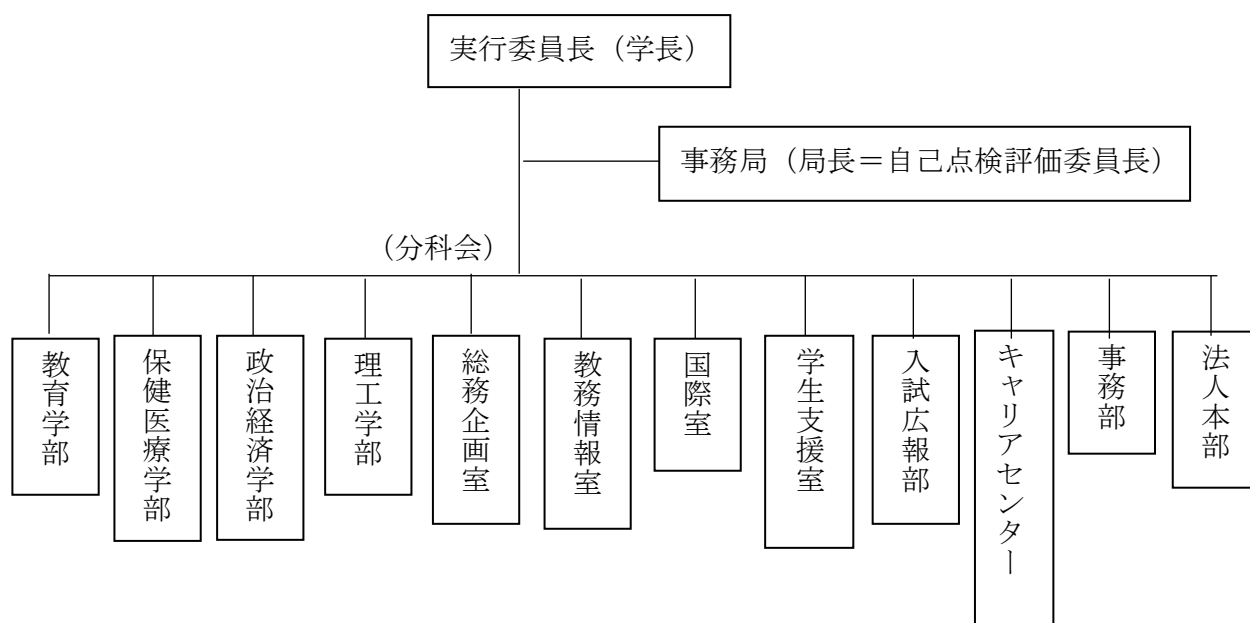 実行委員長（学長）
事務局（局長＝自己点検評価委員長）
（分科会）
教育学部
保健医療学部
政治経済学部
理工学部
総務企画室
教務情報室
国際室
学生支援室
入試広報部
キャリアセンター
事務部
法人本部